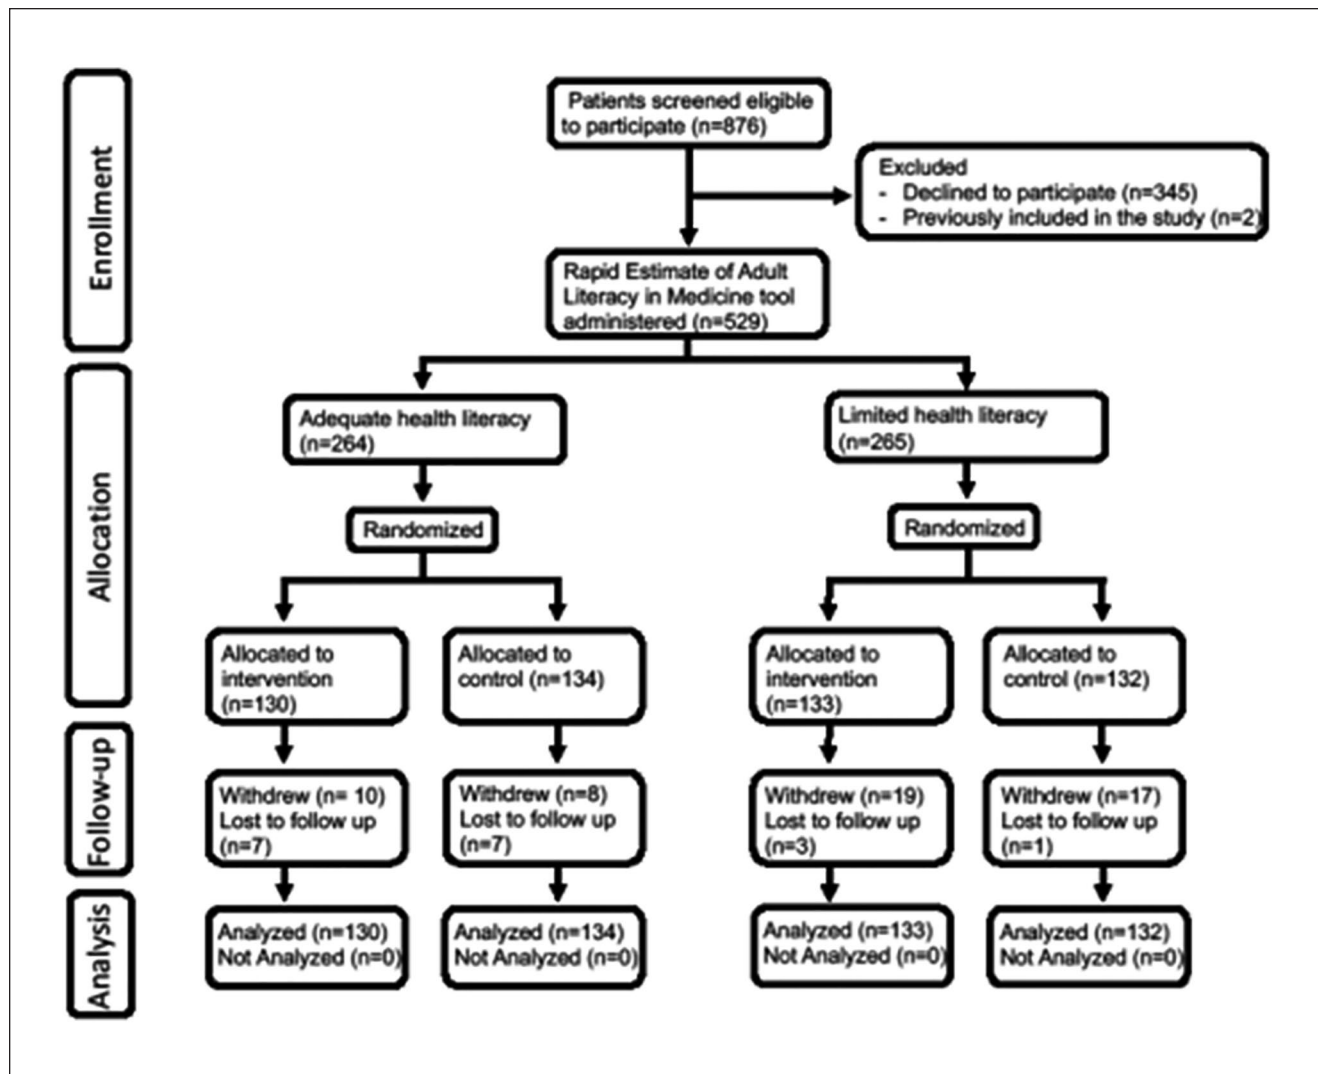 Enrollment
Patients screened eligible
to participate (n=876)
Excluded
- Declined to participate (n=345)
- Previously included in the study (n=2)
Rapid Estimate of Adult
Literacy in Medicine tool
administered (n=529)
Allocation
Adequate health literacy
(n=264)
Limited health literacy
(n=265)
Randomized
Randomized
Allocated to
intervention
(n=130)
Allocated to
control (n=134)
Allocated to
intervention
(n=133)
Allocated to
control (n=132)
Follow-up
Withdrew (n= 10)
Lost to follow up
(n=7)
Withdrew (n=8)
Lost to follow up
(n=7)
Withdrew (n=19)
Lost to follow up
(n=3)
Withdrew (n=17)
Lost to follow up
(n=1)
Analysis
Analyzed (n=130)
Not Analyzed (n=0)
Analyzed (n=134)
Not Analyzed (n=0)
Analyzed (n=133)
Not Analyzed (n=0)
Analyzed (n=132)
Not Analyzed (n=0)